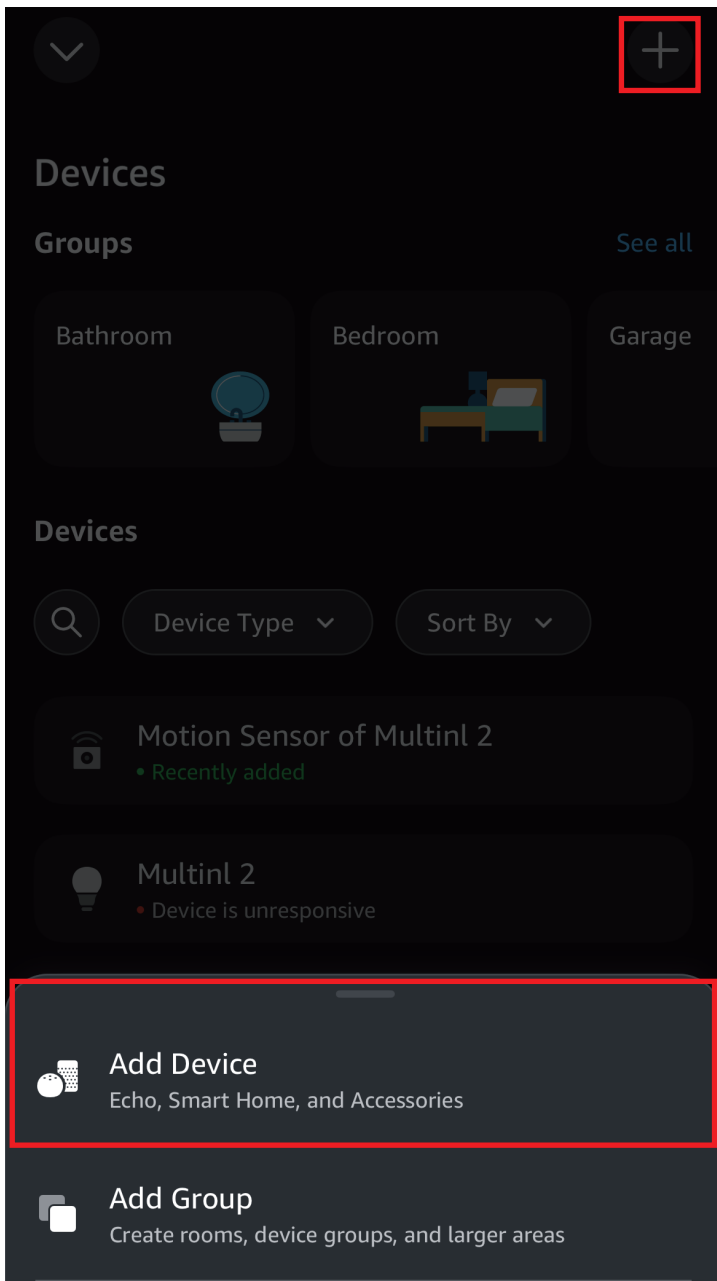 Devices
Groups
See all
Bathroom
Bedroom
Garage
Devices
Device Type
Sort By
Motion Sensor of Multinl 2
• Recently added
Multinl 2
• Device is unresponsive
Add Device
Echo, Smart Home, and Accessories
Add Group
Create rooms, device groups, and larger areas